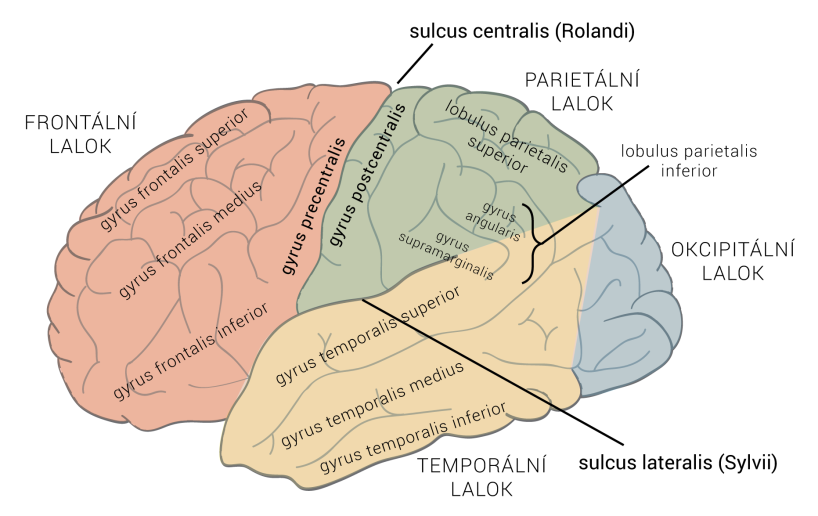 sulcus centralis (Rolandi)
PARIETÁLNÍ
LALOK
FRONTÁLNÍ
LALOK
lobulus parietalis
superior
lobulus parietalis
inferior
gyrus frontalis superior
gyrus frontalis medius
gyrus frontalis inferior
gyrus precentralis
gyrus postcentralis
gyrus
angularis
gyrus
supramarginalis
OKCIPITÁLNÍ
LALOK
gyrus temporalis superior
gyrus temporalis medius
gyrus temporalis inferior
TEMPORÁLNÍ
LALOK
sulcus lateralis (Sylvii)